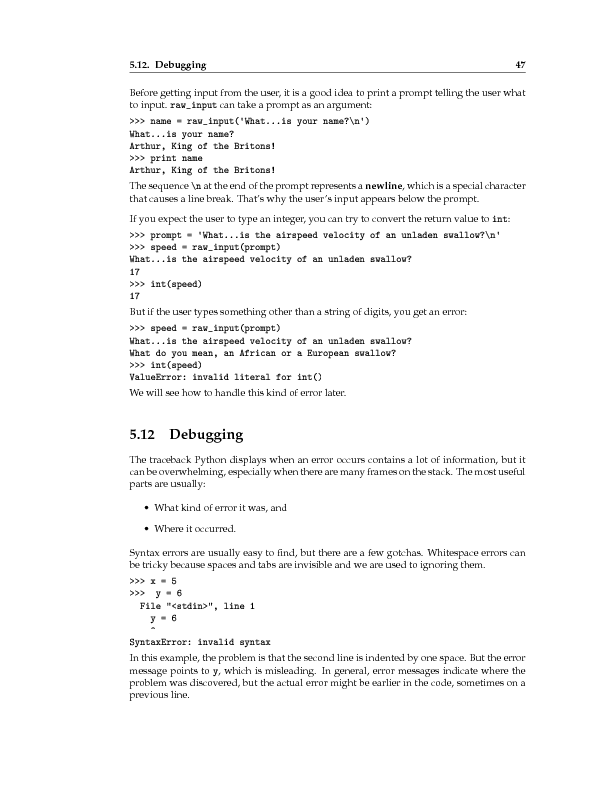 5.12. Debugging 47
Before getting input from the user, it is a good idea to print a prompt telling the user what
to input. raw_input can take a prompt as an argument:
>>> name = raw_input('What...is your name?\n')
What...is your name?
Arthur, King of the Britons!
>>> print name
Arthur, King of the Britons!
The sequence \n at the end of the prompt represents a newline, which is a special character
that causes a line break. That's why the user's input appears below the prompt.
If you expect the user to type an integer, you can try to convert the return value to int:
>>> prompt = 'What...is the airspeed velocity of an unladen swallow?\n'
>>> speed = raw_input(prompt)
What...is the airspeed velocity of an unladen swallow?
17
>>> int(speed)
17
But if the user types something other than a string of digits, you get an error:
>>> speed = raw_input(prompt)
What...is the airspeed velocity of an unladen swallow?
What do you mean, an African or a European swallow?
>>> int(speed)
ValueError: invalid literal for int()
We will see how to handle this kind of error later.
5.12 Debugging
The traceback Python displays when an error occurs contains a lot of information, but it
can be overwhelming, especially when there are many frames on the stack. The most useful
parts are usually:
• What kind of error it was, and
• Where it occurred.
Syntax errors are usually easy to find, but there are a few gotchas. Whitespace errors can
be tricky because spaces and tabs are invisible and we are used to ignoring them.
>>> x = 5
>>>  y = 6
  File "<stdin>", line 1
    y = 6
    ^
SyntaxError: invalid syntax
In this example, the problem is that the second line is indented by one space. But the error
message points to y, which is misleading. In general, error messages indicate where the
problem was discovered, but the actual error might be earlier in the code, sometimes on a
previous line.